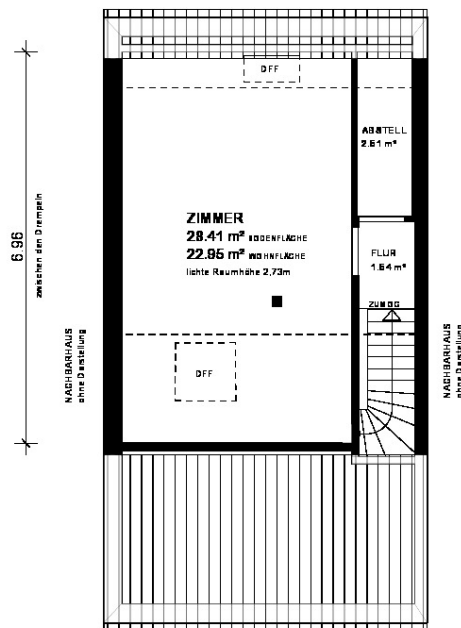 DFF
ABSTELL
2.61 m²
ZIMMER
28.41 m² BODENFLÄCHE
22.95 m² WOHNFLÄCHE
lichte Raumhöhe 2,73m
FLUR
1.64 m²
ZUM OG
DFF
6.96
zwischen den Drempeln
NACHBARHAUS
ohne Darstellung
NACHBARHAUS
ohne Darstellung